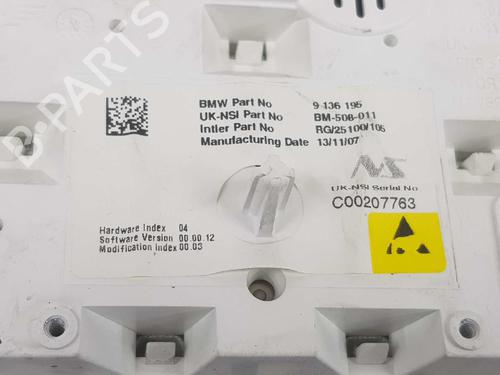 B-PARTS
BMW Part No 9 136 195
UK-NSI Part No BM-508-011
Intler Part No RG/25100/105
Manufacturing Date 13/11/07
NS
UK-NSI Serial No
C00207763
Hardware Index 04
Software Version 00.00.12
Modification Index 00.03